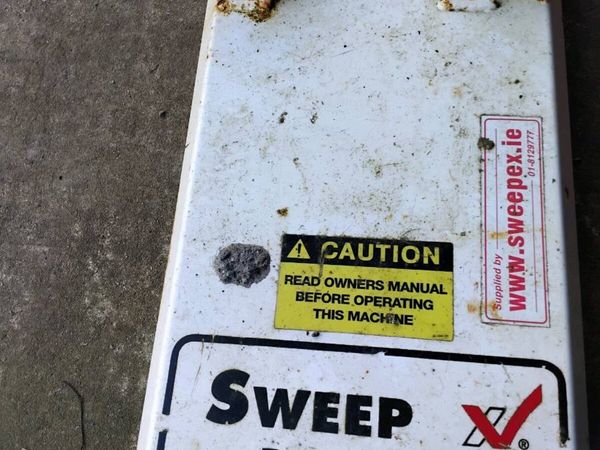 CAUTION
READ OWNERS MANUAL
BEFORE OPERATING
THIS MACHINE
Supplied by
www.sweepex.ie
01-8129777
SWEEP